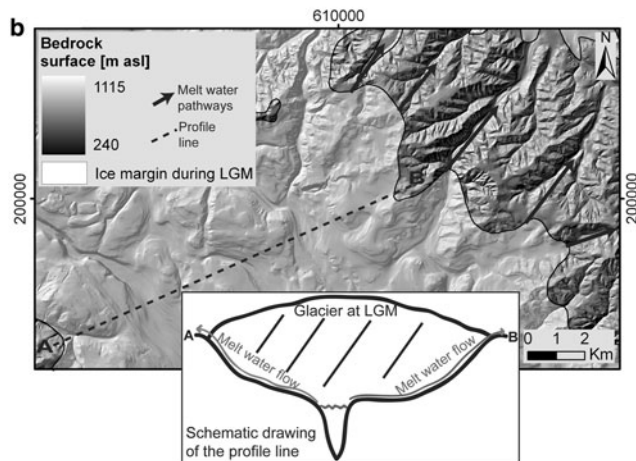 b
610000
Bedrock
surface [m asl]
1115
240
Melt water
pathways
Profile
line
Ice margin during LGM
N
200000
200000
B
A
Glacier at LGM
A
B
Melt water flow
Melt water flow
Schematic drawing
of the profile line
0 1 2
Km